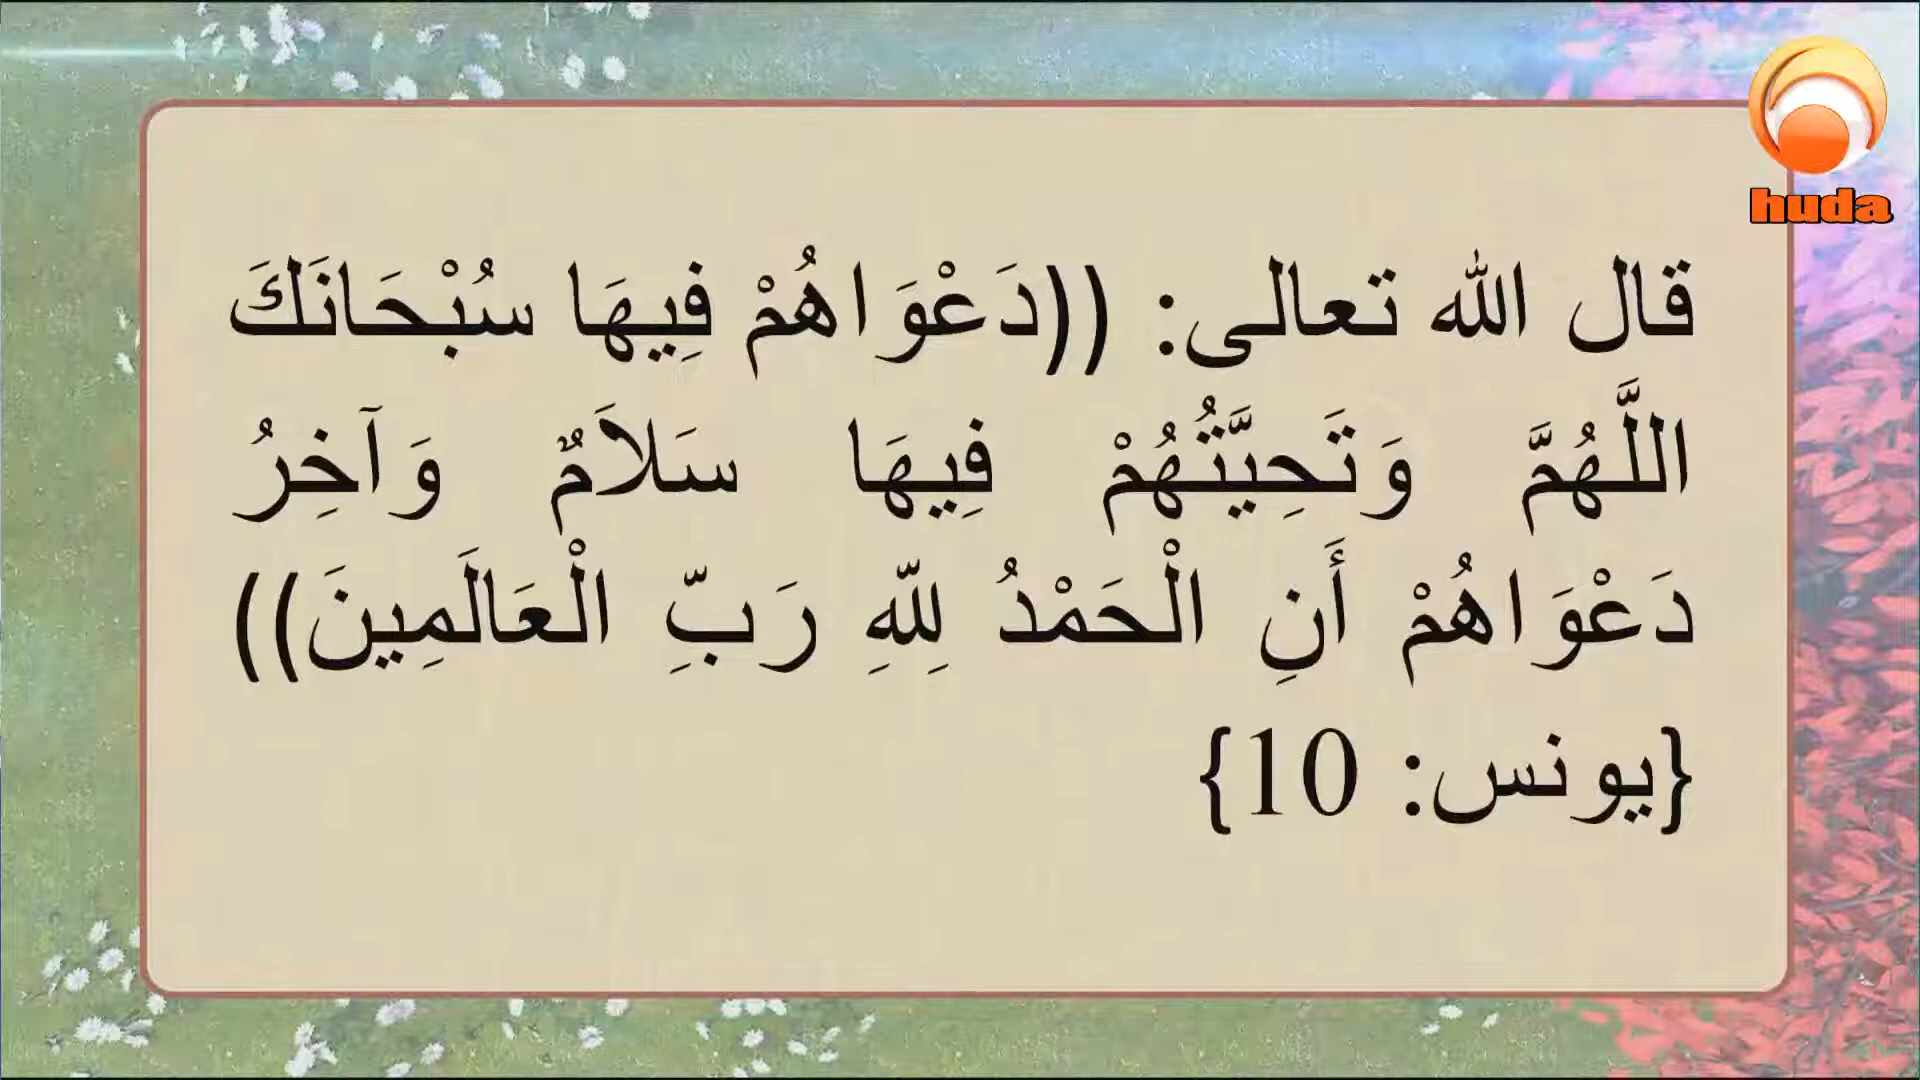 huda
قال الله تعالى: ((دَعْوَاهُمْ فِيهَا سُبْحَانَكَ
اللَّهُمَّ وَتَحِيَّتُهُمْ فِيهَا سَلاَمٌ وَآخِرُ
دَعْوَاهُمْ أَنِ الْحَمْدُ لِلّهِ رَبِّ الْعَالَمِينَ))
{يونس: 10}